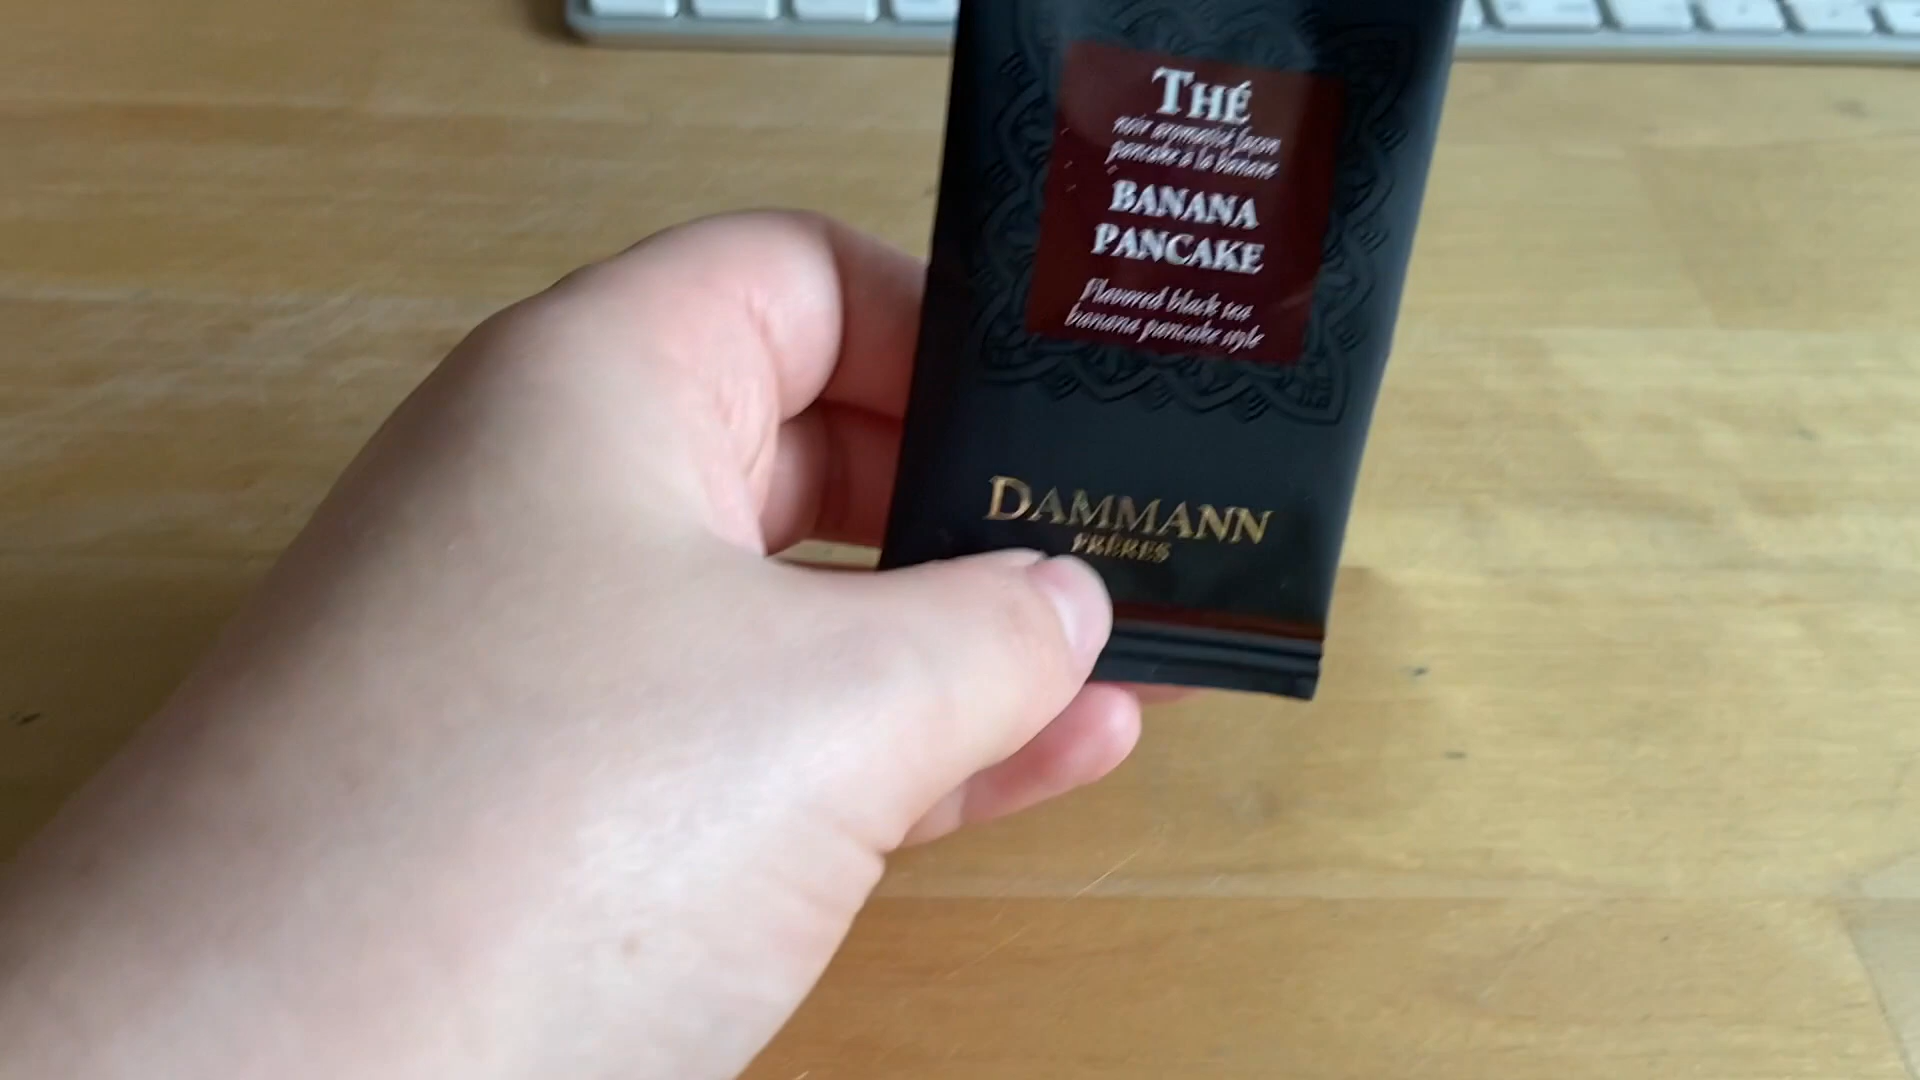 THÉ
noir aromatisé façon
pancake à la banane
BANANA
PANCAKE
Flavored black tea
banana pancake style
DAMMANN
FRÈRES